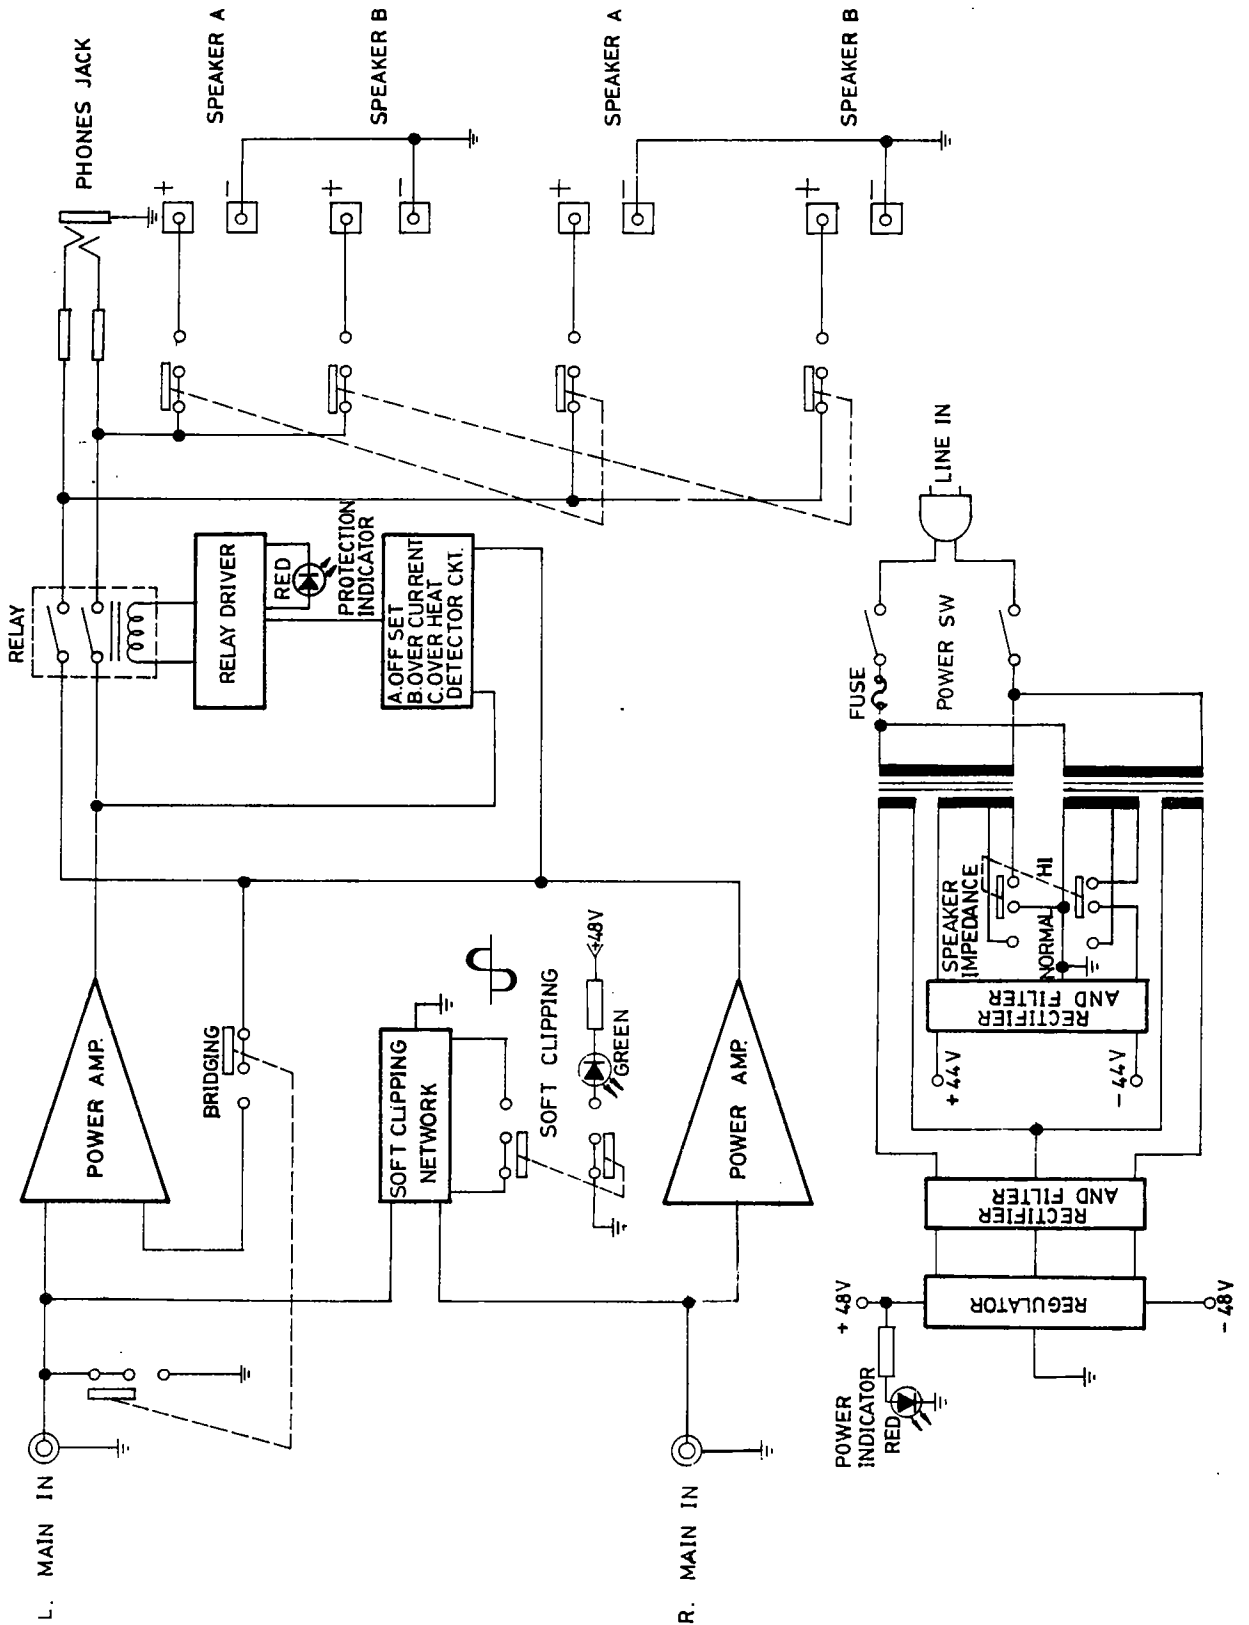 L. MAIN IN
R. MAIN IN
POWER AMP.
BRIDGING
SOFT CLIPPING
NETWORK
SOFT CLIPPING
GREEN
+48V
POWER AMP.
RELAY
RELAY DRIVER
RED
PROTECTION
INDICATOR
A.OFF SET
B.OVER CURRENT
C.OVER HEAT
DETECTOR CKT.
PHONES JACK
+
SPEAKER A
-
+
SPEAKER B
-
+
SPEAKER A
-
+
SPEAKER B
-
POWER
INDICATOR
RED
+48V
-48V
REGULATOR
RECTIFIER
AND FILTER
+44V
-44V
RECTIFIER
AND FILTER
SPEAKER
IMPEDANCE
NORMAL
HI
FUSE
POWER SW
LINE IN